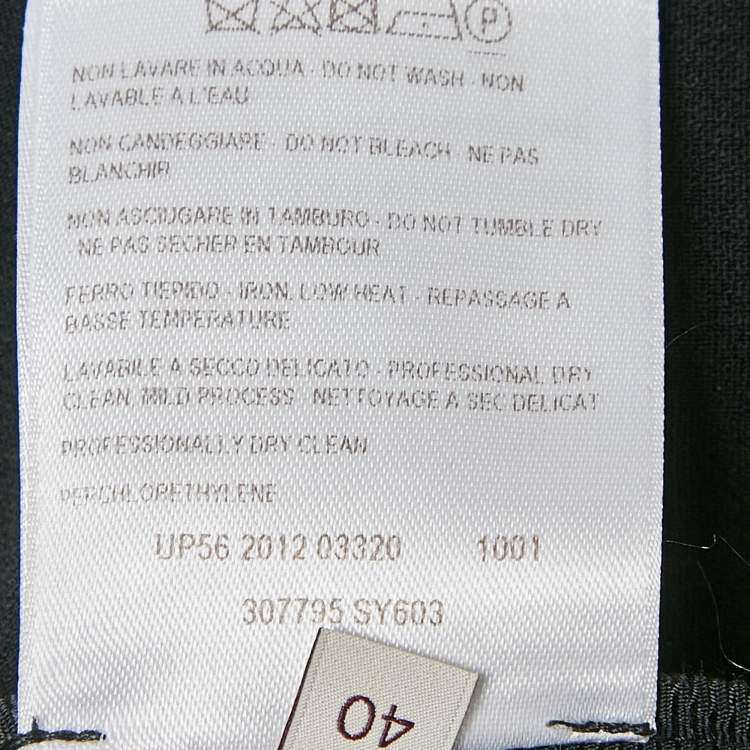 P
NON LAVARE IN ACQUA - DO NOT WASH - NON
LAVABLE A L'EAU
NON CANDEGGIARE - DO NOT BLEACH - NE PAS
BLANCHIR
NON ASCIUGARE IN TAMBURO - DO NOT TUMBLE DRY
- NE PAS SECHER EN TAMBOUR
FERRO TIEPIDO - IRON, LOW HEAT - REPASSAGE A
BASSE TEMPERATURE
LAVABILE A SECCO DELICATO - PROFESSIONAL DRY
CLEAN, MILD PROCESS - NETTOYAGE A SEC DELICAT
PROFESSIONALLY DRY CLEAN
PERCHLORETHYLENE
UP56 2012 03320 1001
307795 SY603
40